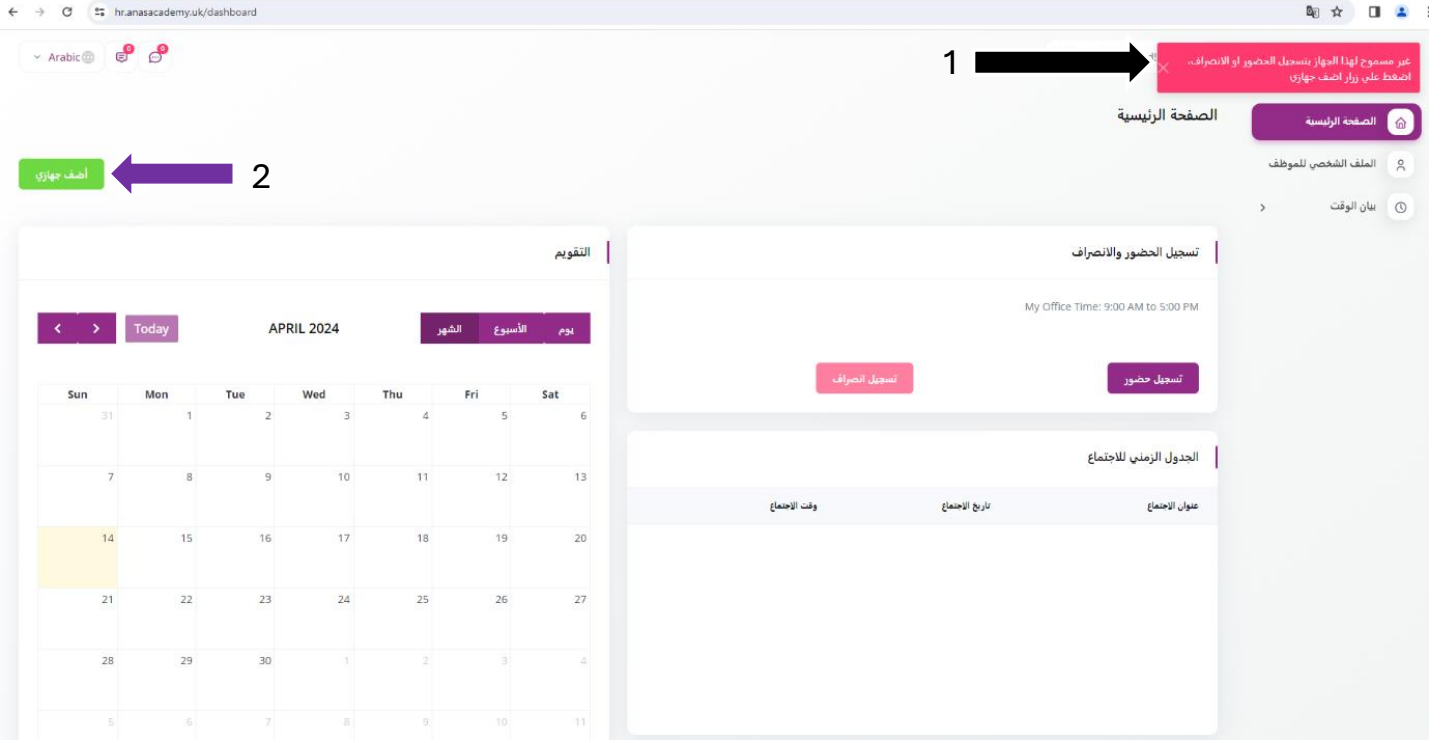 hr.anasacademy.uk/dashboard
Arabic
6
6
1
غير مسموح لهذا الجهاز بتسجيل الحضور او الانصراف،
اضغط علي زرار اضف جهازي
الصفحة الرئيسية
الصفحة الرئيسية
الملف الشخصي للموظف
بيان الوقت
أضف جهازي
2
تسجيل الحضور والانصراف
My Office Time: 9:00 AM to 5:00 PM
تسجيل حضور
تسجيل انصراف
الجدول الزمني للاجتماع
عنوان الاجتماع تاريخ الاجتماع وقت الاجتماع
التقويم
Today APRIL 2024 الشهر الأسبوع يوم
Sun Mon Tue Wed Thu Fri Sat
31 1 2 3 4 5 6
7 8 9 10 11 12 13
14 15 16 17 18 19 20
21 22 23 24 25 26 27
28 29 30 1 2 3 4
5 6 7 8 9 10 11